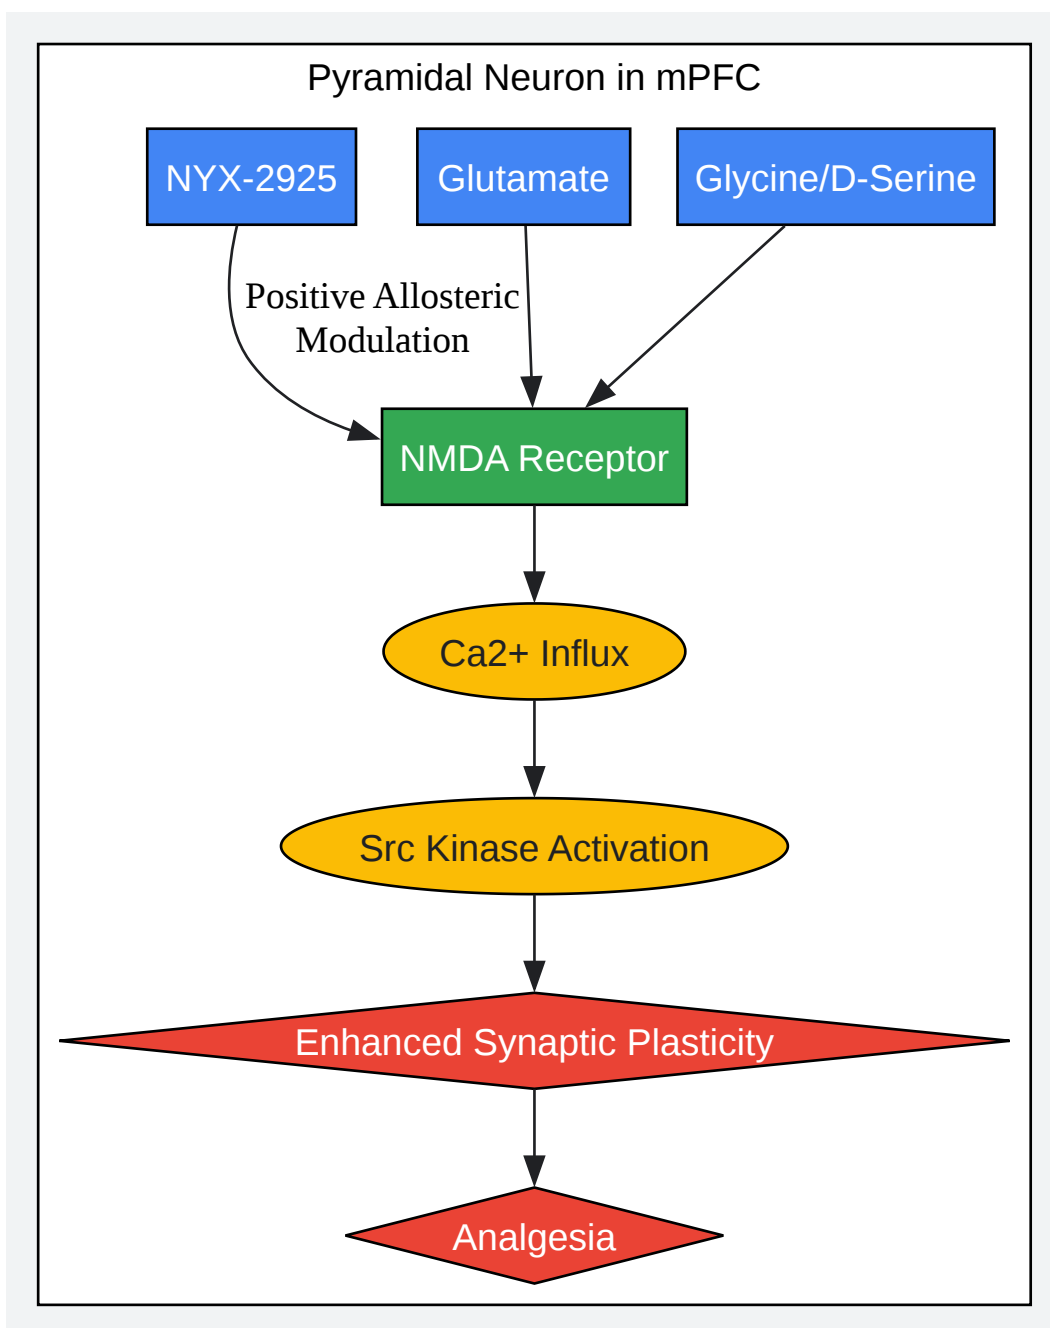 Pyramidal Neuron in mPFC
NYX-2925
Glutamate
Glycine/D-Serine
Positive Allosteric
Modulation
NMDA Receptor
Ca2+ Influx
Src Kinase Activation
Enhanced Synaptic Plasticity
Analgesia